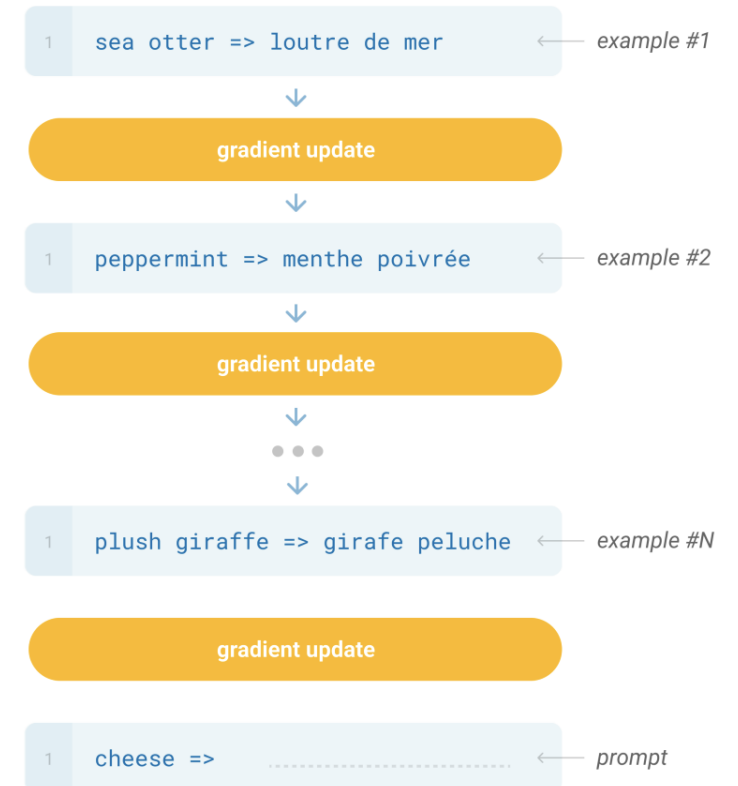 1 sea otter => loutre de mer example #1
gradient update
1 peppermint => menthe poivrée example #2
gradient update
1 plush giraffe => girafe peluche example #N
gradient update
1 cheese => prompt